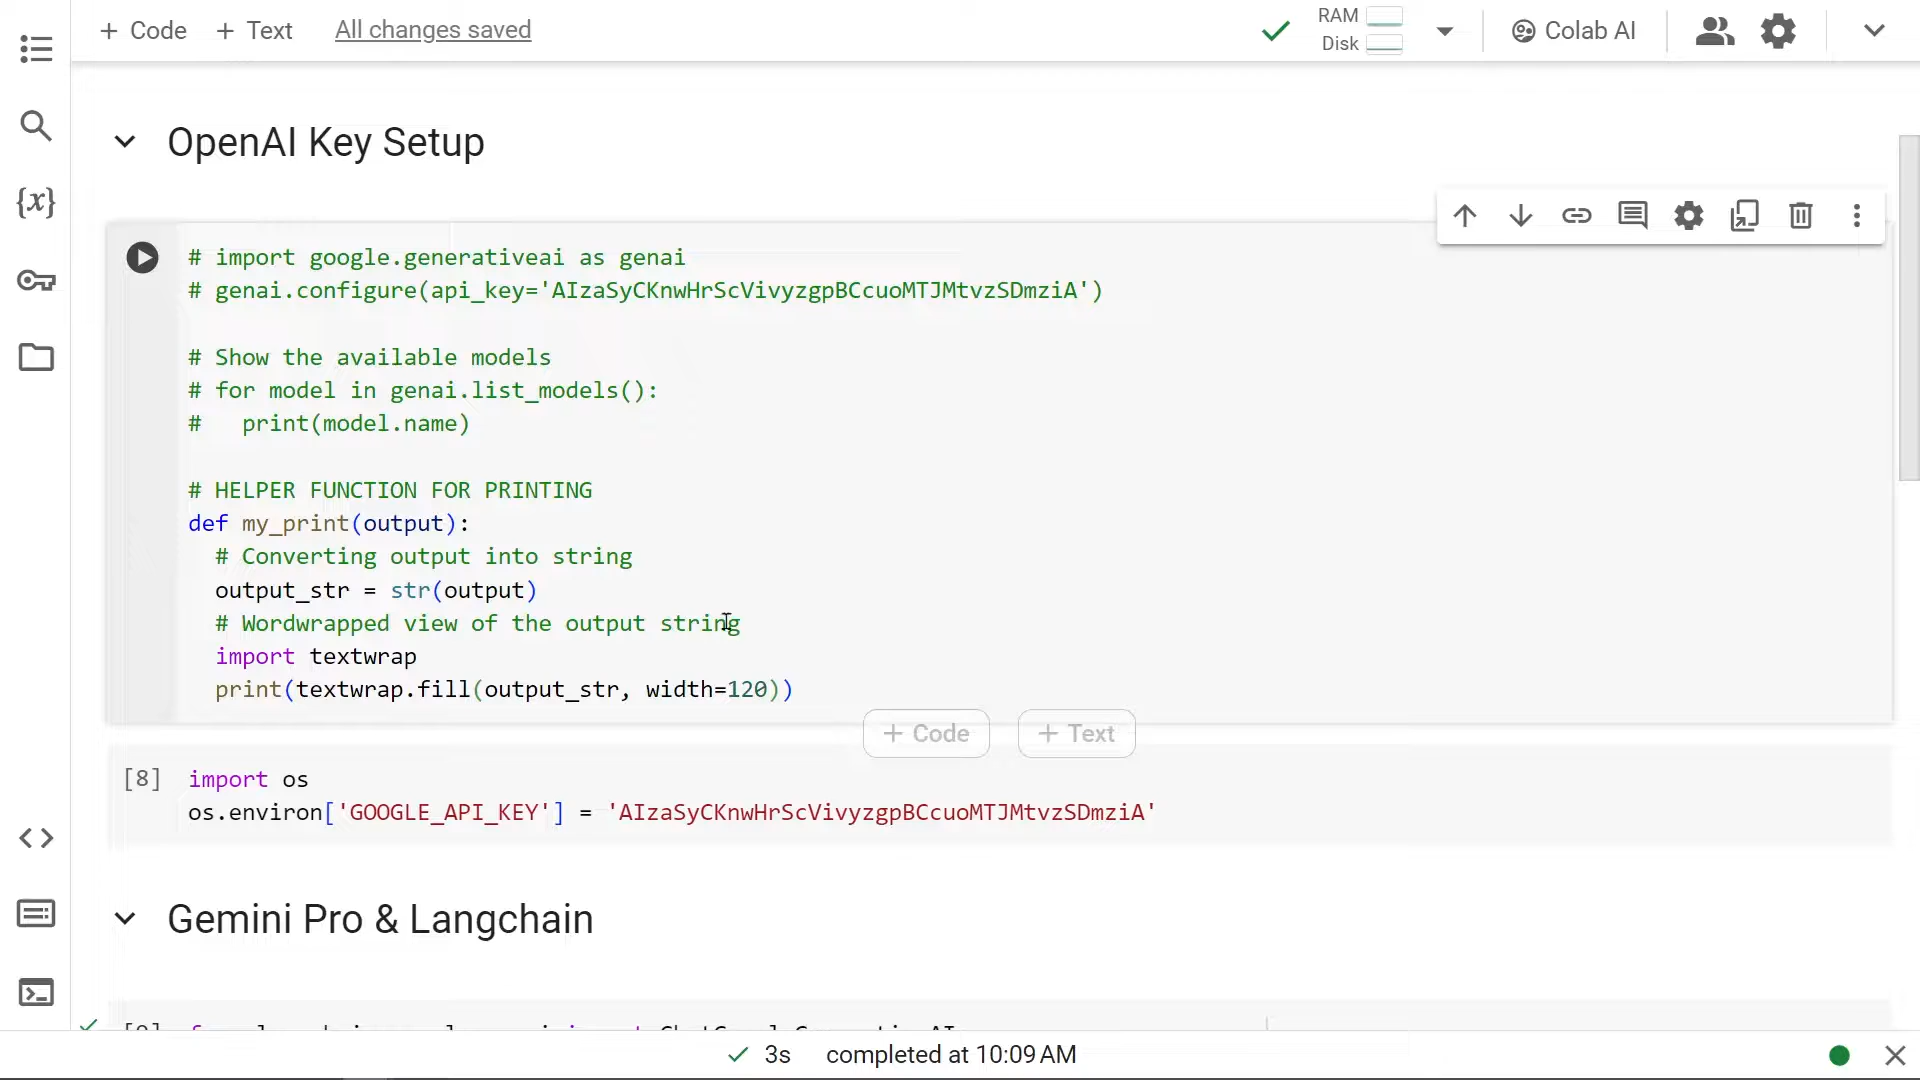 + Code + Text All changes saved
RAM
Disk
Colab AI
OpenAI Key Setup
# import google.generativeai as genai
# genai.configure(api_key='AIzaSyCKnwHrScVivyzgpBCcuoMTJMtvzSDmziA')
# Show the available models
# for model in genai.list_models():
#   print(model.name)
# HELPER FUNCTION FOR PRINTING
def my_print(output):
  # Converting output into string
  output_str = str(output)
  # Wordwrapped view of the output string
  import textwrap
  print(textwrap.fill(output_str, width=120))
+ Code + Text
[8] import os
os.environ['GOOGLE_API_KEY'] = 'AIzaSyCKnwHrScVivyzgpBCcuoMTJMtvzSDmziA'
Gemini Pro & Langchain
3s completed at 10:09 AM